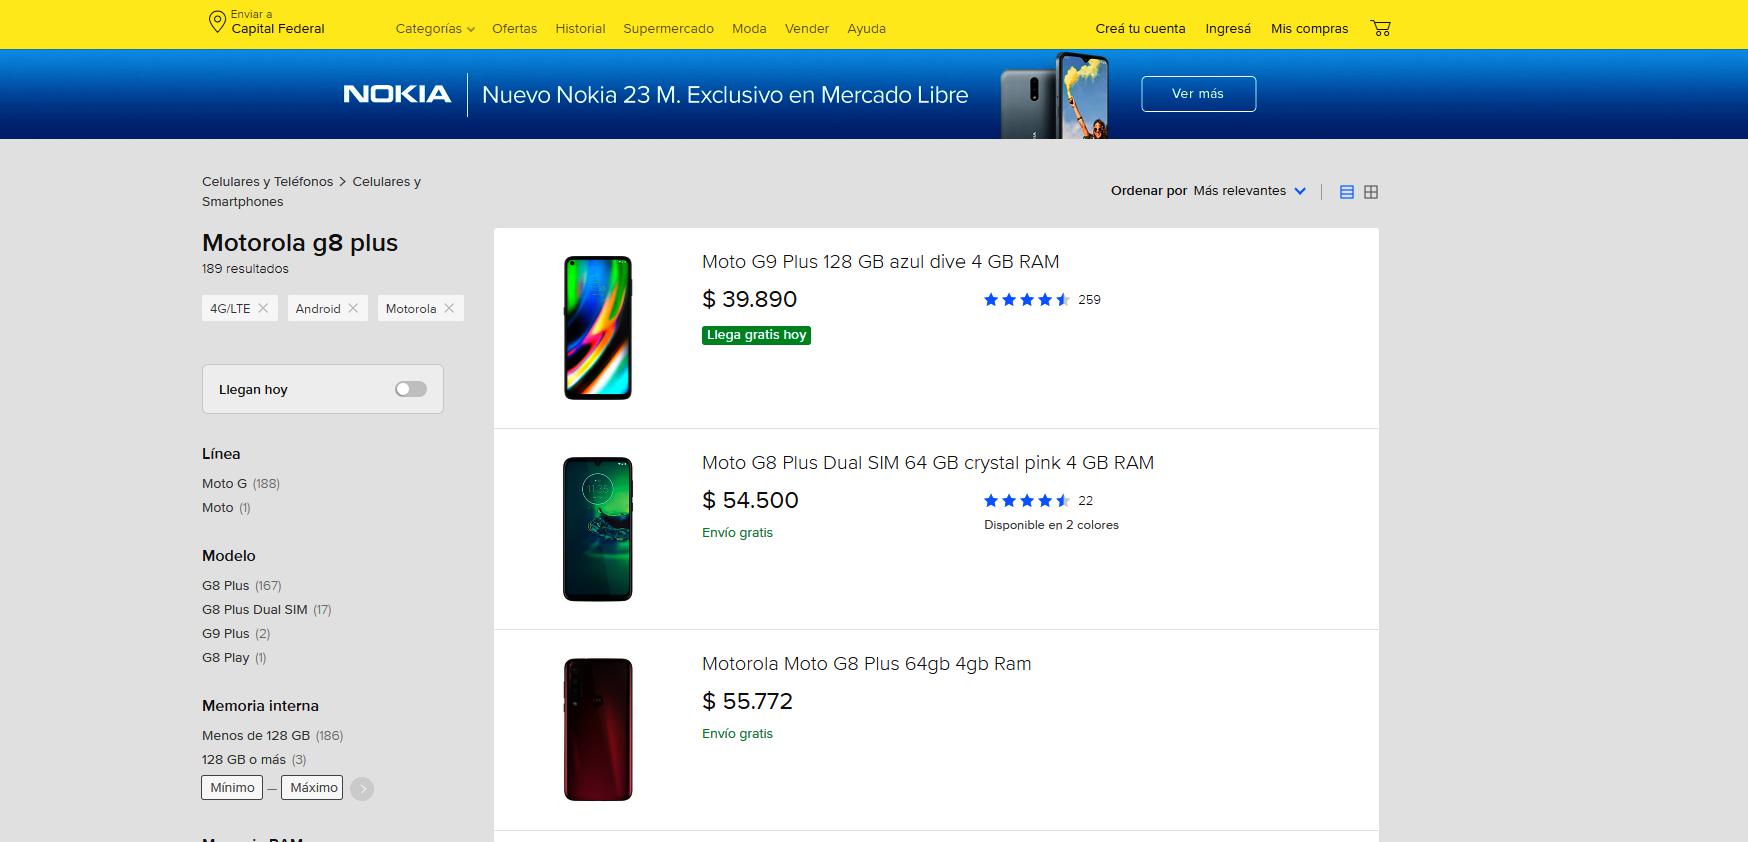 Enviar a
Capital Federal
Categorías
Ofertas
Historial
Supermercado
Moda
Vender
Ayuda
Creá tu cuenta
Ingresá
Mis compras
NOKIA
Nuevo Nokia 23 M. Exclusivo en Mercado Libre
Ver más
Celulares y Teléfonos > Celulares y
Smartphones
Motorola g8 plus
189 resultados
4G/LTE
Android
Motorola
Llegan hoy
Línea
Moto G (188)
Moto (1)
Modelo
G8 Plus (167)
G8 Plus Dual SIM (17)
G9 Plus (2)
G8 Play (1)
Memoria interna
Menos de 128 GB (186)
128 GB o más (3)
Mínimo — Máximo
Ordenar por Más relevantes
Moto G9 Plus 128 GB azul dive 4 GB RAM
$ 39.890
259
Llega gratis hoy
Moto G8 Plus Dual SIM 64 GB crystal pink 4 GB RAM
$ 54.500
22
Envío gratis
Disponible en 2 colores
Motorola Moto G8 Plus 64gb 4gb Ram
$ 55.772
Envío gratis